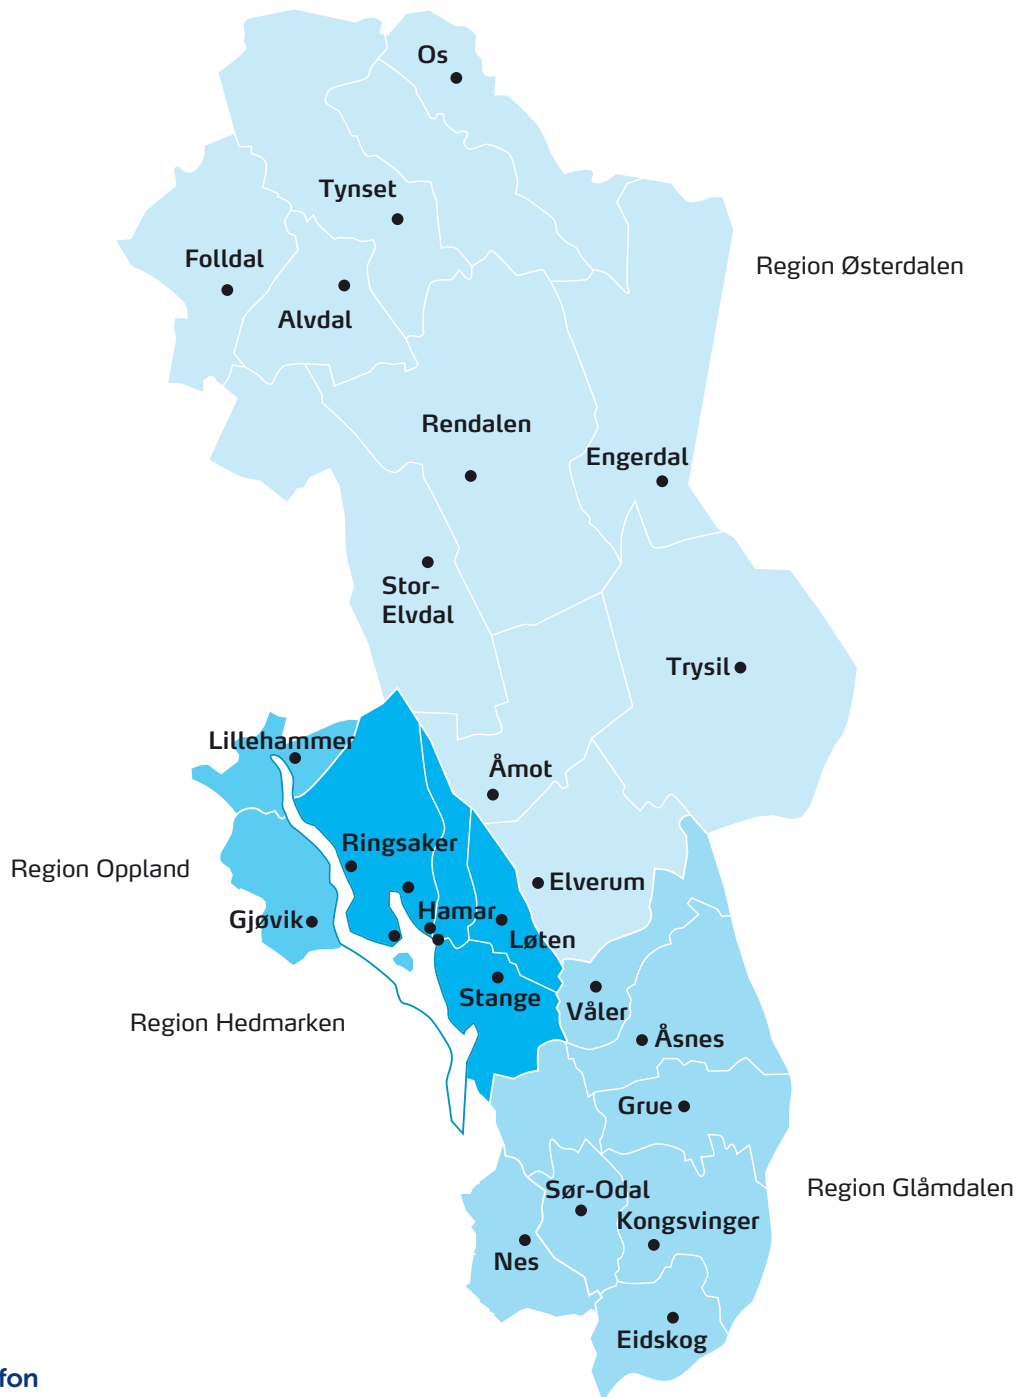 Os
Tynset
Folldal
Region Østerdalen
Alvdal
Rendalen
Engerdal
Stor-
Elvdal
Trysil
Lillehammer
Åmot
Ringsaker
Region Oppland
Elverum
Gjøvik
Hamar
Løten
Stange
Våler
Region Hedmarken
Åsnes
Grue
Sør-Odal
Region Glåmdalen
Kongsvinger
Nes
Eidskog
fon